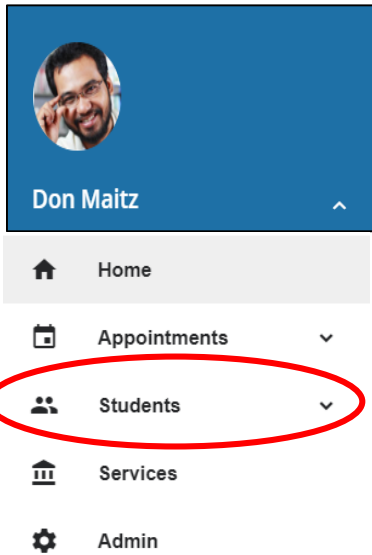 Don Maitz
Home
Appointments
Students
Services
Admin